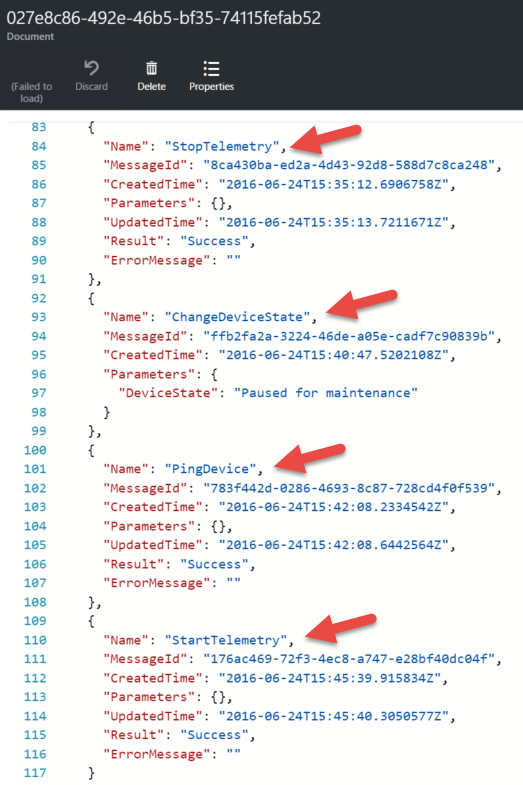 027e8c86-492e-46b5-bf35-74115fefab52
Document
(Failed to load)
Discard
Delete
Properties
83 {
84 "Name": "StopTelemetry",
85 "MessageId": "8ca430ba-ed2a-4d43-92d8-588d7c8ca248",
86 "CreatedTime": "2016-06-24T15:35:12.6906758Z",
87 "Parameters": {},
88 "UpdatedTime": "2016-06-24T15:35:13.7211671Z",
89 "Result": "Success",
90 "ErrorMessage": ""
91 },
92 {
93 "Name": "ChangeDeviceState",
94 "MessageId": "ffb2fa2a-3224-46de-a05e-cadf7c90839b",
95 "CreatedTime": "2016-06-24T15:40:47.5202108Z",
96 "Parameters": {
97 "DeviceState": "Paused for maintenance"
98 }
99 },
100 {
101 "Name": "PingDevice",
102 "MessageId": "783f442d-0286-4693-8c87-728cd4f0f539",
103 "CreatedTime": "2016-06-24T15:42:08.2334542Z",
104 "Parameters": {},
105 "UpdatedTime": "2016-06-24T15:42:08.6442564Z",
106 "Result": "Success",
107 "ErrorMessage": ""
108 },
109 {
110 "Name": "StartTelemetry",
111 "MessageId": "176ac469-72f3-4ec8-a747-e28bf40dc04f",
112 "CreatedTime": "2016-06-24T15:45:39.915834Z",
113 "Parameters": {},
114 "UpdatedTime": "2016-06-24T15:45:40.3050577Z",
115 "Result": "Success",
116 "ErrorMessage": ""
117 }